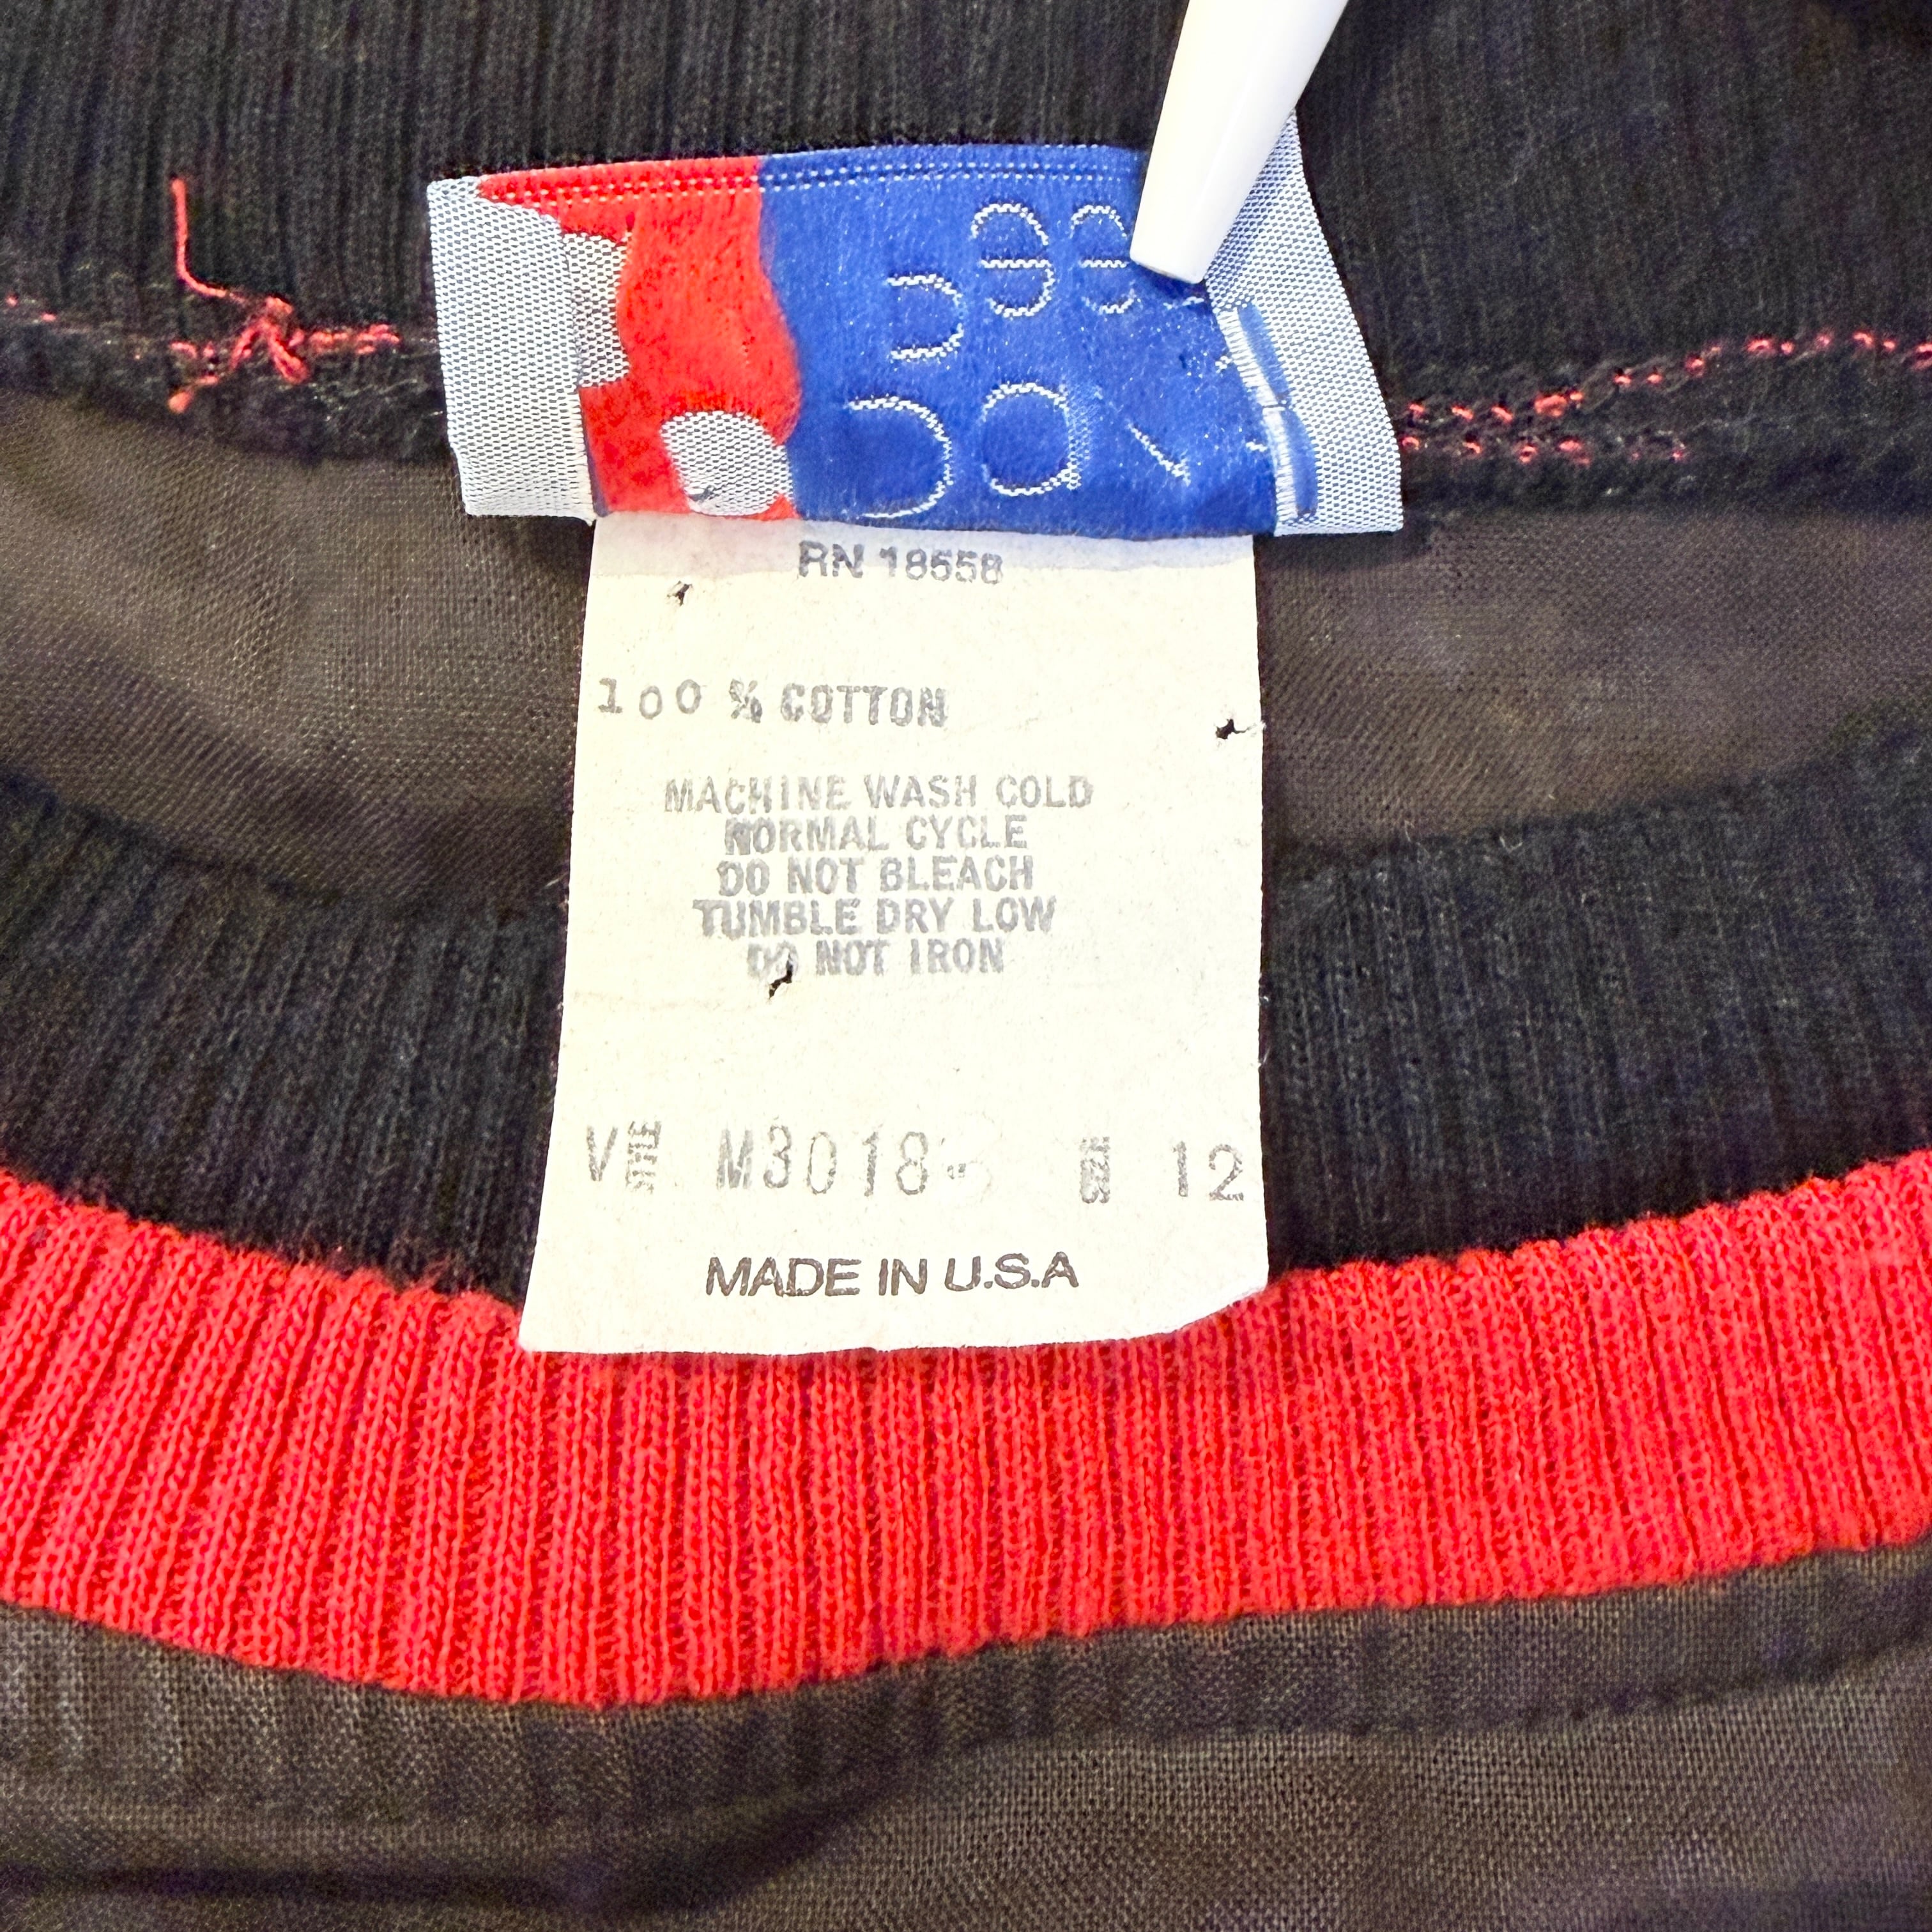 RN 18558
100 % COTTON
MACHINE WASH COLD
NORMAL CYCLE
DO NOT BLEACH
TUMBLE DRY LOW
DO NOT IRON
12
MADE IN U.S.A